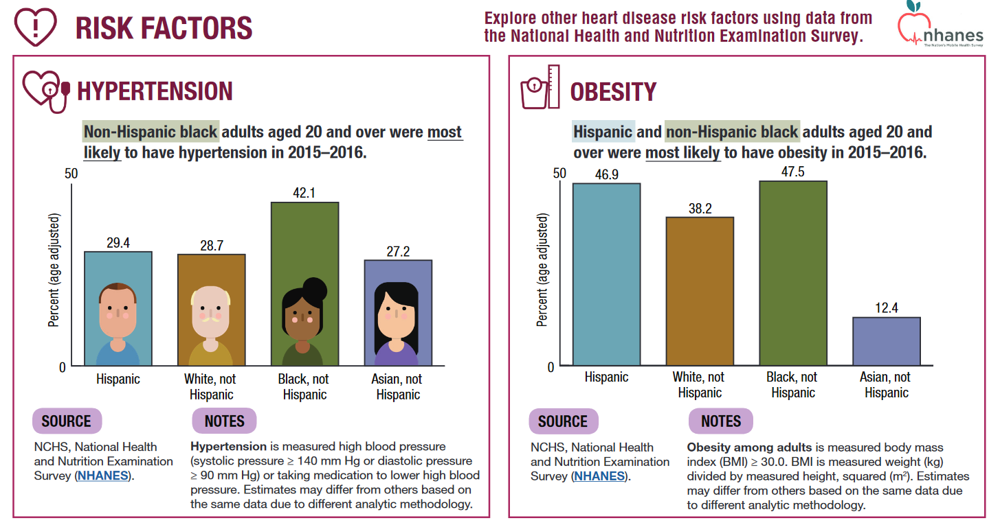 RISK FACTORS
Explore other heart disease risk factors using data from
the National Health and Nutrition Examination Survey.
nhanes
The Nation's Mobile Health Survey
HYPERTENSION
Non-Hispanic black adults aged 20 and over were most
likely to have hypertension in 2015–2016.
50
42.1
29.4
28.7
27.2
Percent (age adjusted)
0
Hispanic
White, not
Hispanic
Black, not
Hispanic
Asian, not
Hispanic
SOURCE
NCHS, National Health
and Nutrition Examination
Survey (NHANES).
NOTES
Hypertension is measured high blood pressure
(systolic pressure ≥ 140 mm Hg or diastolic pressure
≥ 90 mm Hg) or taking medication to lower high blood
pressure. Estimates may differ from others based on
the same data due to different analytic methodology.
OBESITY
Hispanic and non-Hispanic black adults aged 20 and
over were most likely to have obesity in 2015–2016.
50
46.9
38.2
47.5
12.4
Percent (age adjusted)
0
Hispanic
White, not
Hispanic
Black, not
Hispanic
Asian, not
Hispanic
SOURCE
NCHS, National Health
and Nutrition Examination
Survey (NHANES).
NOTES
Obesity among adults is measured body mass
index (BMI) ≥ 30.0. BMI is measured weight (kg)
divided by measured height, squared (m²). Estimates
may differ from others based on the same data due
to different analytic methodology.